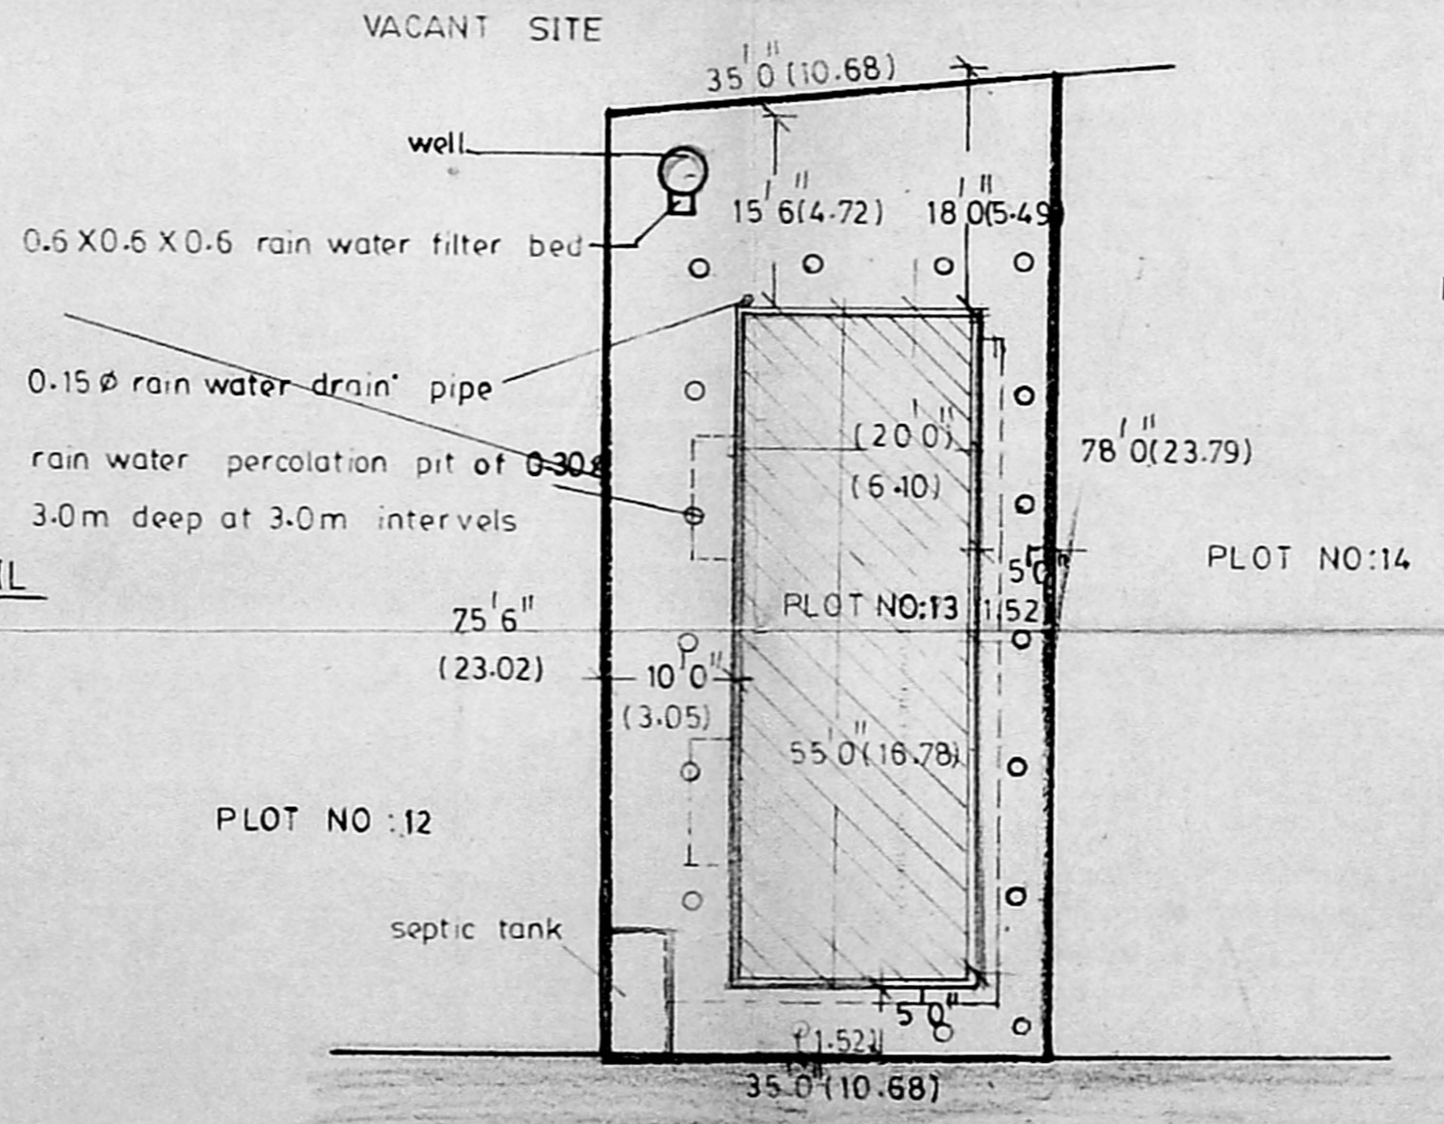 VACANT SITE
35'0"(10.68)
well
15'6"(4.72)
18'0"(5.49)
0.6X0.6X0.6 rain water filter bed
0.15 Ø rain water drain pipe
(20'0")
(6.10)
78'0"(23.79)
rain water percolation pit of 0.30ø
3.0m deep at 3.0m intervels
PLOT NO:14
5'0"
1.52
PLOT NO:13
75'6"
(23.02)
10'0"
(3.05)
55'0"(16.78)
PLOT NO :12
septic tank
5'0"
(1.52)
35'0"(10.68)